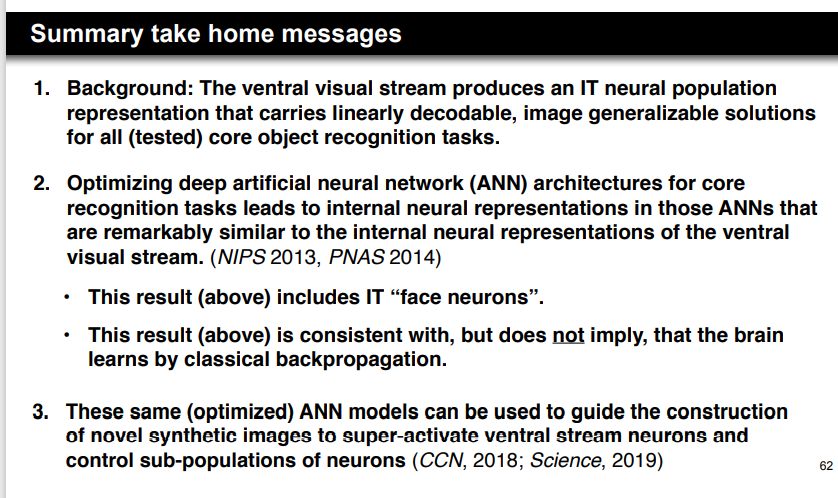 Summary take home messages
1. Background: The ventral visual stream produces an IT neural population
representation that carries linearly decodable, image generalizable solutions
for all (tested) core object recognition tasks.
2. Optimizing deep artificial neural network (ANN) architectures for core
recognition tasks leads to internal neural representations in those ANNs that
are remarkably similar to the internal neural representations of the ventral
visual stream. (NIPS 2013, PNAS 2014)
• This result (above) includes IT “face neurons”.
• This result (above) is consistent with, but does not imply, that the brain
learns by classical backpropagation.
3. These same (optimized) ANN models can be used to guide the construction
of novel synthetic images to super-activate ventral stream neurons and
control sub-populations of neurons (CCN, 2018; Science, 2019)
62